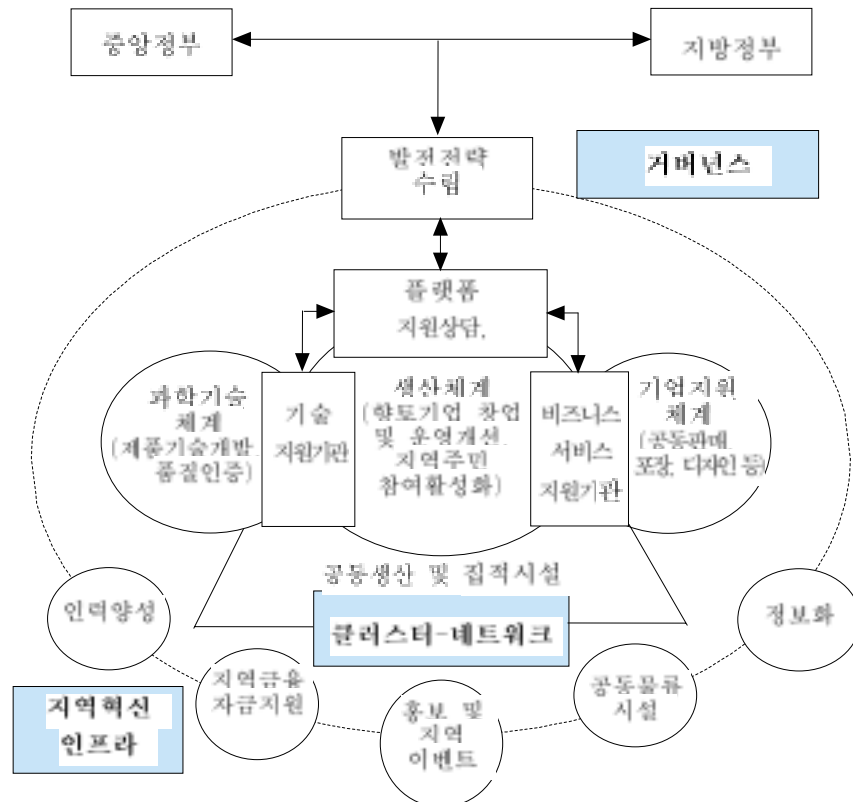 중앙정부
지방정부
발전전략
수립
거버넌스
플랫폼
지원상담,
과학기술
체계
(제품기술개발
품질인증)
기술
지원기관
생산체계
(향토기업 창업
및 운영개선
지역주민
참여활성화)
비즈니스
서비스
지원기관
기업지원
체계
(공동판매
포장, 디자인 등)
공동생산 및 집적시설
클러스터-네트워크
인력양성
정보화
지역금융
자금지원
공동물류
시설
홍보 및
지역
이벤트
지역혁신
인프라